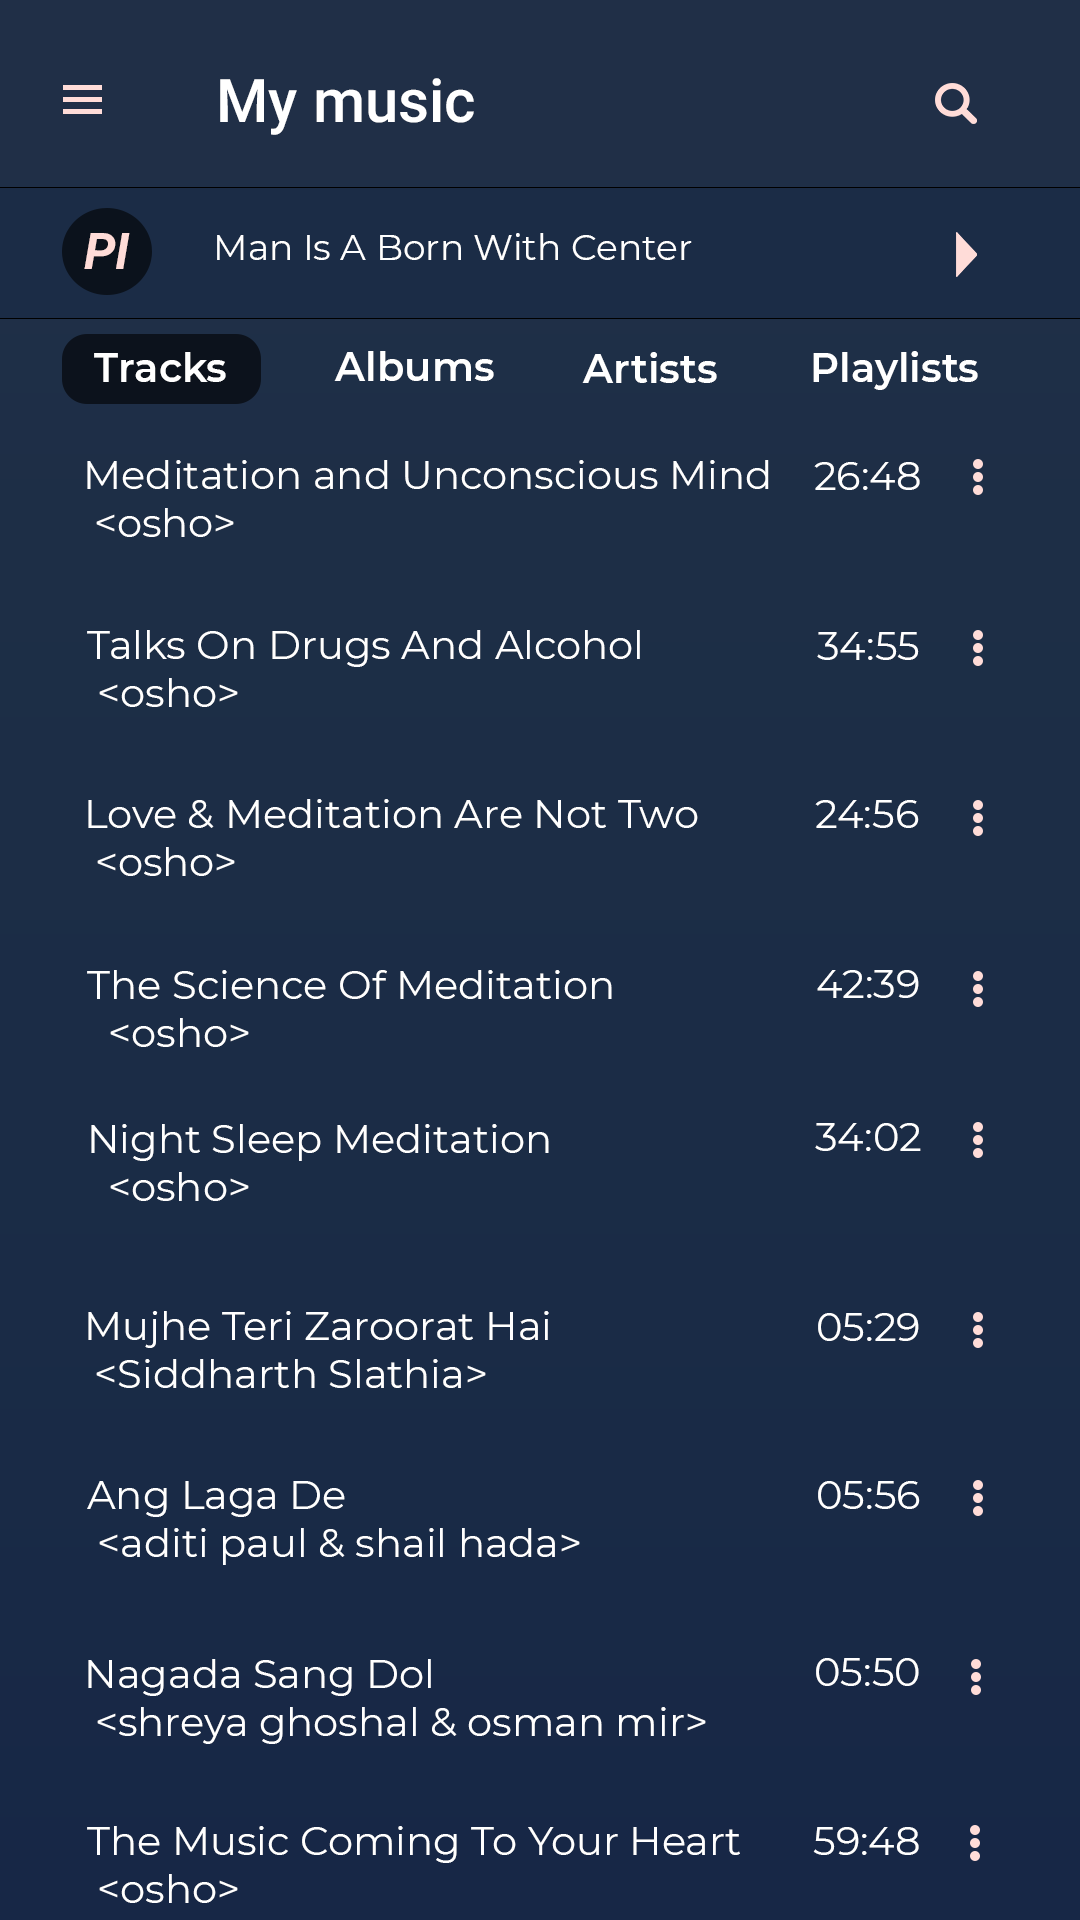 My music
PI
Man Is A Born With Center
Tracks Albums Artists Playlists
Meditation and Unconscious Mind 26:48
<osho>
Talks On Drugs And Alcohol 34:55
<osho>
Love & Meditation Are Not Two 24:56
<osho>
The Science Of Meditation 42:39
<osho>
Night Sleep Meditation 34:02
<osho>
Mujhe Teri Zaroorat Hai 05:29
<Siddharth Slathia>
Ang Laga De 05:56
<aditi paul & shail hada>
Nagada Sang Dol 05:50
<shreya ghoshal & osman mir>
The Music Coming To Your Heart 59:48
<osho>